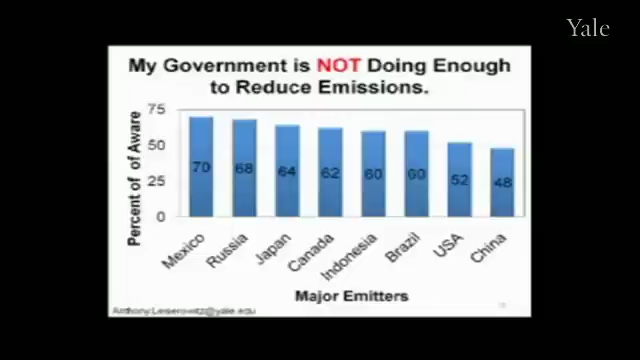 Yale
My Government is NOT Doing Enough
to Reduce Emissions.
Percent of of Aware
75
50
25
0
70
68
64
62
60
60
52
48
Mexico
Russia
Japan
Canada
Indonesia
Brazil
USA
China
Major Emitters
Anthony.Leiserowitz@yale.edu